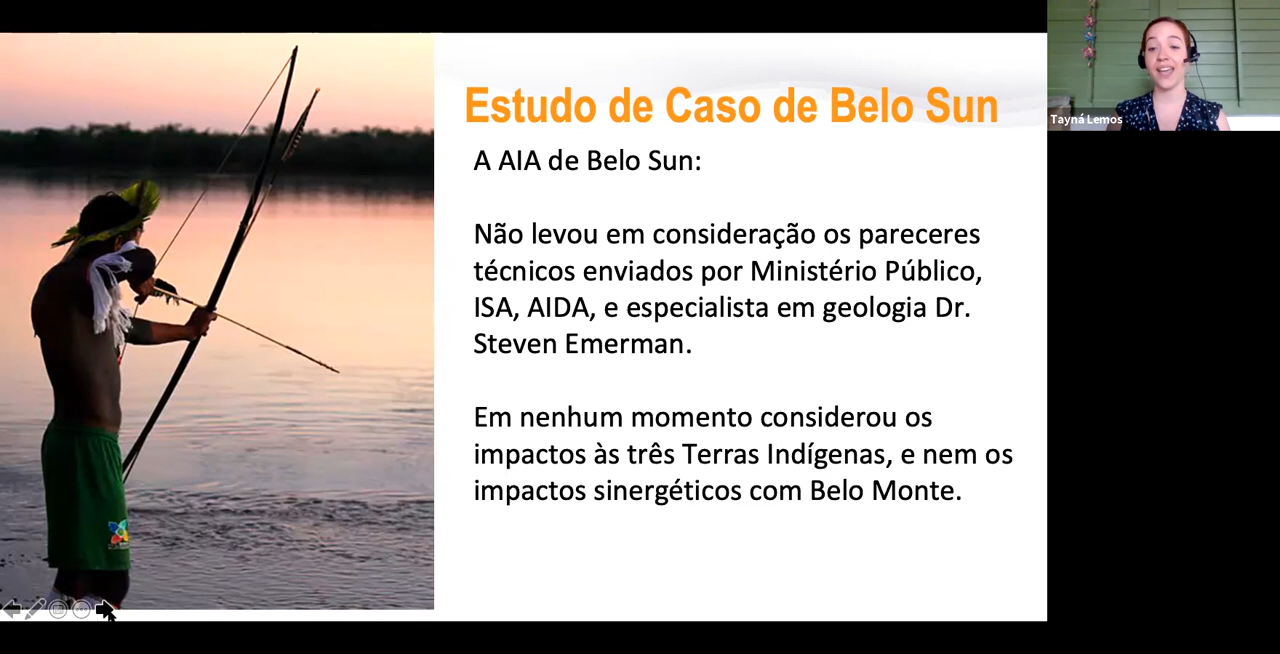 Estudo de Caso de Belo Sun
A AIA de Belo Sun:
Não levou em consideração os pareceres
técnicos enviados por Ministério Público,
ISA, AIDA, e especialista em geologia Dr.
Steven Emerman.
Em nenhum momento considerou os
impactos às três Terras Indígenas, e nem os
impactos sinergéticos com Belo Monte.
Tayná Lemos